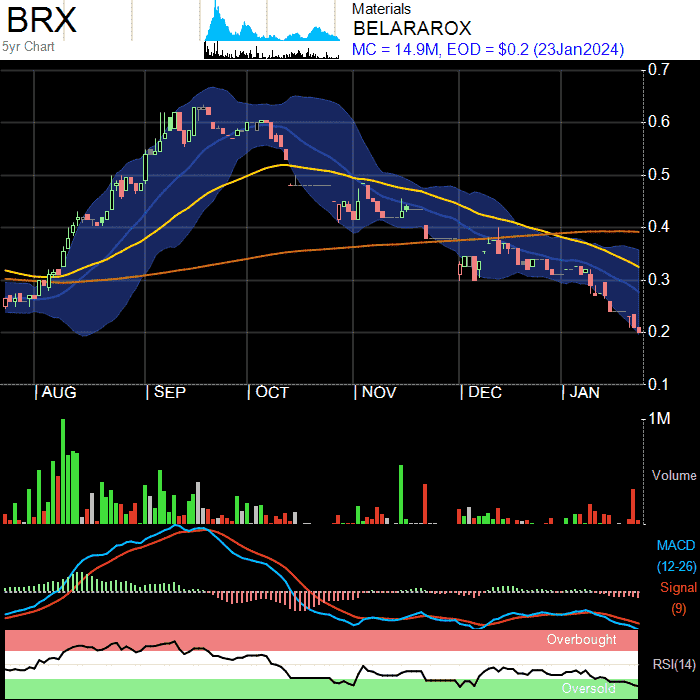 BRX
5yr Chart
Materials
BELARAROX
MC = 14.9M, EOD = $0.2 (23Jan2024)
0.7
0.6
0.5
0.4
0.3
0.2
0.1
| AUG | SEP | OCT | NOV | DEC | JAN
1M
Volume
MACD
(12-26)
Signal
(9)
Overbought
RSI(14)
Oversold